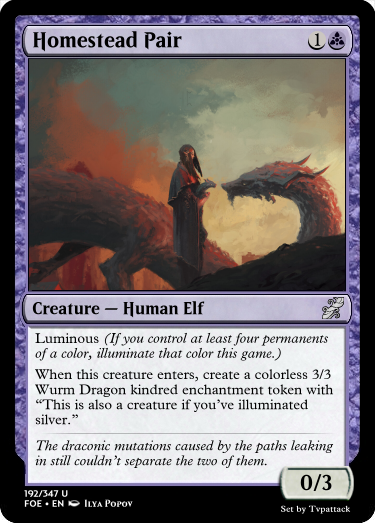 Homestead Pair 1
Creature — Human Elf
Luminous (If you control at least four permanents
of a color, illuminate that color this game.)
When this creature enters, create a colorless 3/3
Wurm Dragon kindred enchantment token with
“This is also a creature if you’ve illuminated
silver.”
The draconic mutations caused by the paths leaking
in still couldn’t separate the two of them.
0/3
192/347 U
FOE • EN Ilya Popov
Set by Tvpattack